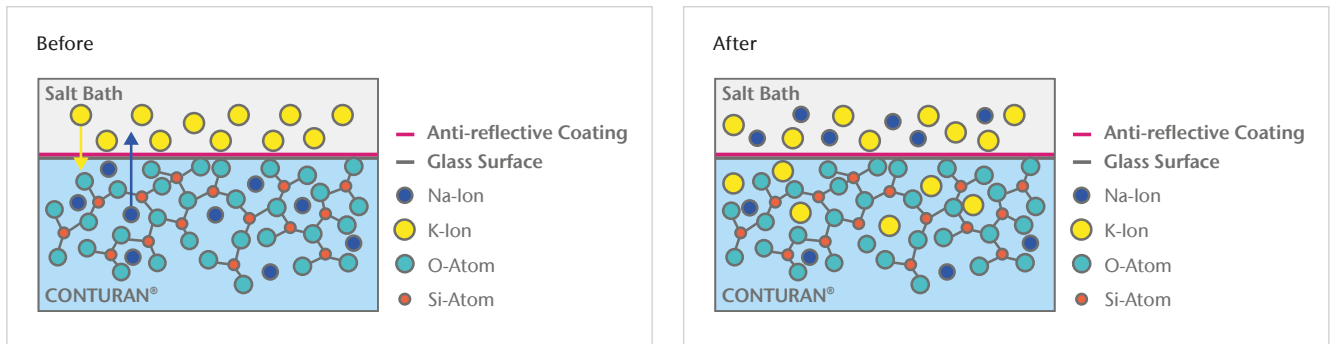 Before
Salt Bath
CONTURAN®
Anti-reflective Coating
Glass Surface
Na-Ion
K-Ion
O-Atom
Si-Atom
After
Salt Bath
CONTURAN®
Anti-reflective Coating
Glass Surface
Na-Ion
K-Ion
O-Atom
Si-Atom